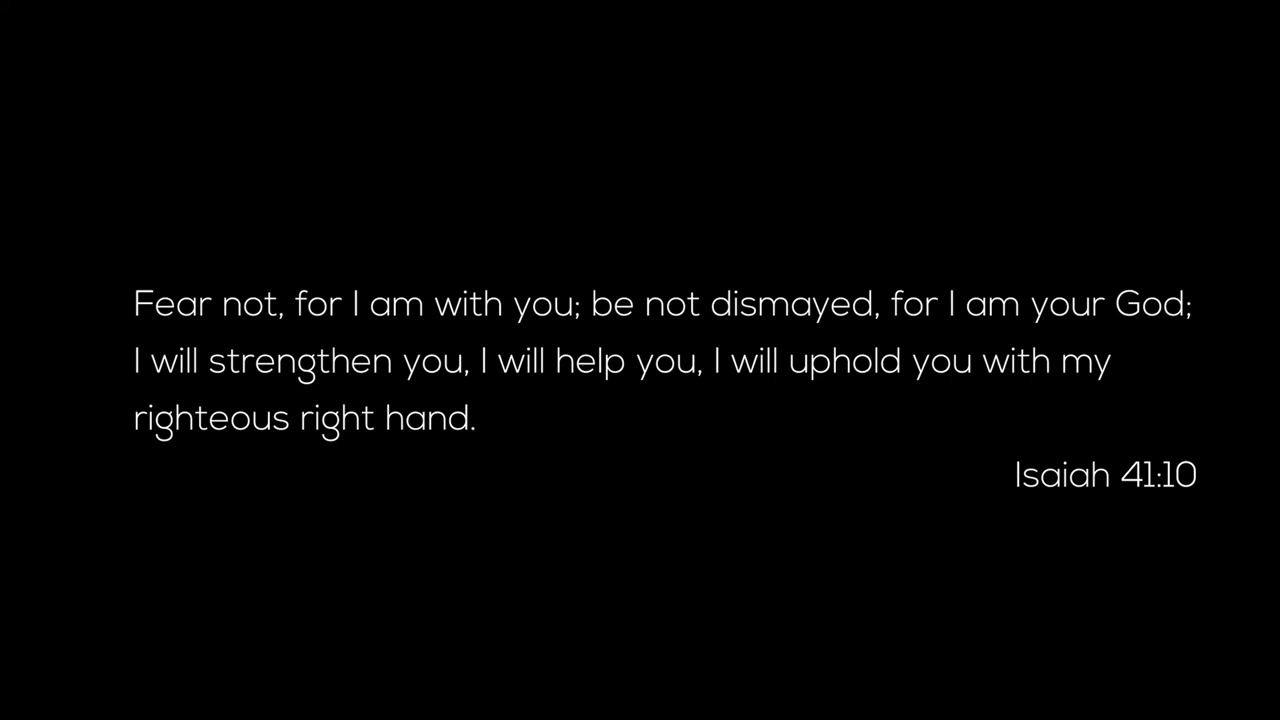 Fear not, for I am with you; be not dismayed, for I am your God;
I will strengthen you, I will help you, I will uphold you with my
righteous right hand.
Isaiah 41:10